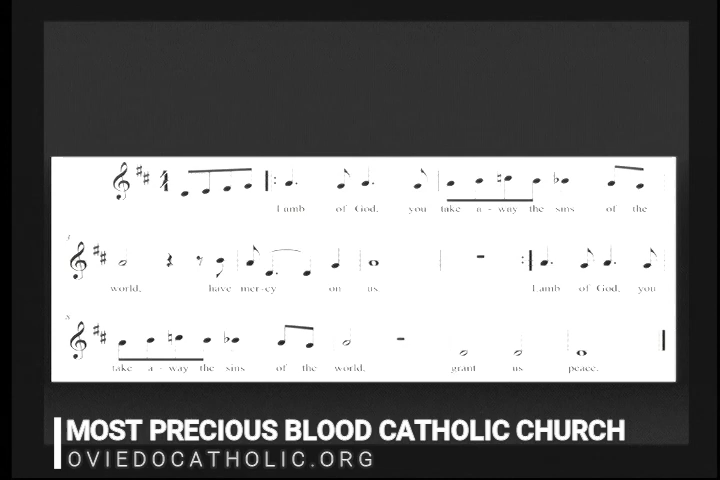 Lamb of God, you take a - way the sins of the
world, have mer-cy on us. Lamb of God, you
take a - way the sins of the world, grant us peace.
MOST PRECIOUS BLOOD CATHOLIC CHURCH
OVIEDOCATHOLIC.ORG